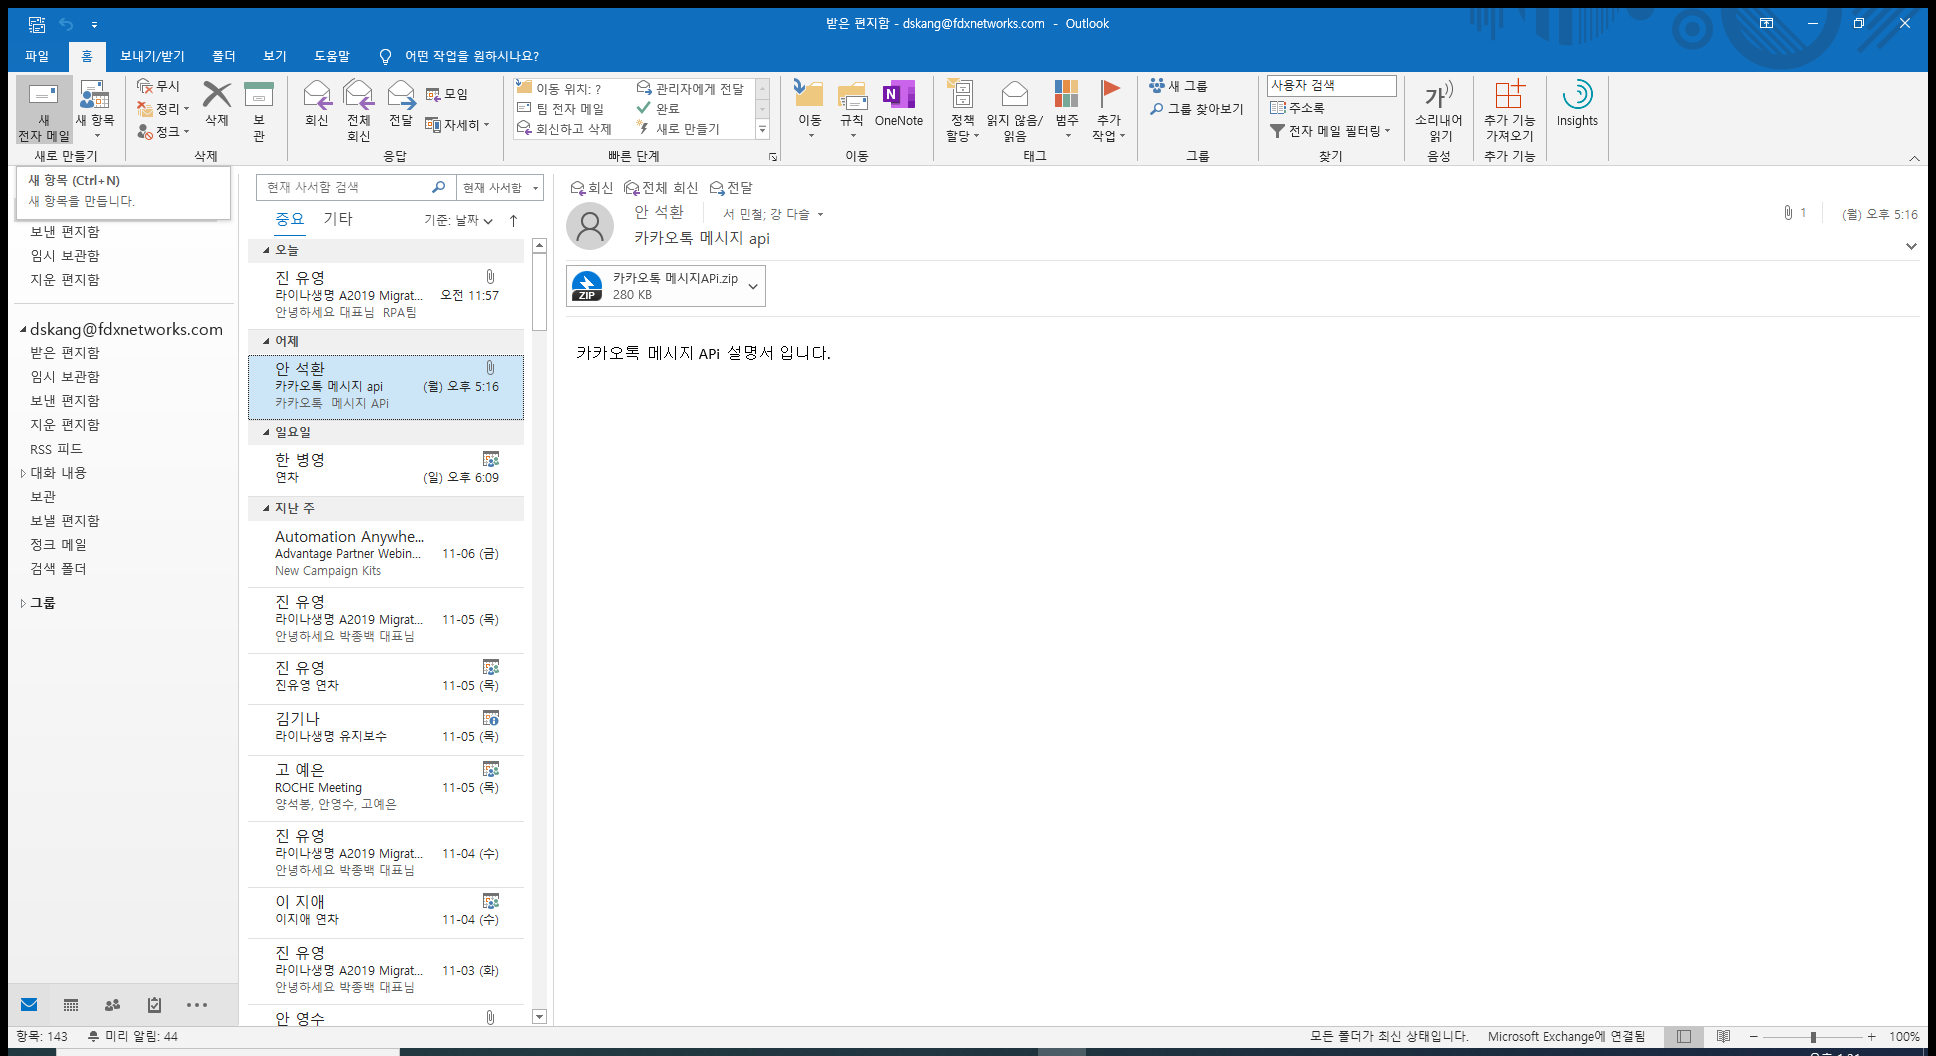 받은 편지함 - dskang@fdxnetworks.com - Outlook
파일 홈 보내기/받기 폴더 보기 도움말 어떤 작업을 원하시나요?
새 전자 메일
새 항목
무시
정리
정크
삭제
보관
회신
전체 회신
전달
모임
자세히
이동 위치: ?
팀 전자 메일
회신하고 삭제
관리자에게 전달
완료
새로 만들기
이동
규칙
OneNote
정책 할당
읽지 않음/읽음
범주
추가 작업
새 그룹
그룹 찾아보기
사용자 검색
주소록
전자 메일 필터링
가))
소리내어 읽기
추가 기능 가져오기
Insights
새로 만들기 삭제 응답 빠른 단계 이동 태그 그룹 찾기 음성 추가 기능
새 항목 (Ctrl+N)
새 항목을 만듭니다.
보낸 편지함
임시 보관함
지운 편지함
dskang@fdxnetworks.com
받은 편지함
임시 보관함
보낸 편지함
지운 편지함
RSS 피드
대화 내용
보관
보낼 편지함
정크 메일
검색 폴더
그룹
현재 사서함 검색 현재 사서함
중요 기타 기준: 날짜
오늘
진 유영
라이나생명 A2019 Migrat... 오전 11:57
안녕하세요 대표님 RPA팀
어제
안 석환
카카오톡 메시지 api (월) 오후 5:16
카카오톡 메시지 APi
일요일
한 병영
연차 (일) 오후 6:09
지난 주
Automation Anywhe...
Advantage Partner Webin... 11-06 (금)
New Campaign Kits
진 유영
라이나생명 A2019 Migrat... 11-05 (목)
안녕하세요 박종백 대표님
진 유영
진유영 연차 11-05 (목)
김기나
라이나생명 유지보수 11-05 (목)
고 예은
ROCHE Meeting 11-05 (목)
양석봉, 안영수, 고예은
진 유영
라이나생명 A2019 Migrat... 11-04 (수)
안녕하세요 박종백 대표님
이 지애
이지애 연차 11-04 (수)
진 유영
라이나생명 A2019 Migrat... 11-03 (화)
안녕하세요 박종백 대표님
안 영수
회신 전체 회신 전달
안 석환 서 민철; 강 다슬 1 (월) 오후 5:16
카카오톡 메시지 api
ZIP
카카오톡 메시지APi.zip
280 KB
카카오톡 메시지 APi 설명서 입니다.
항목: 143 미리 알림: 44 모든 폴더가 최신 상태입니다. Microsoft Exchange에 연결됨 100%